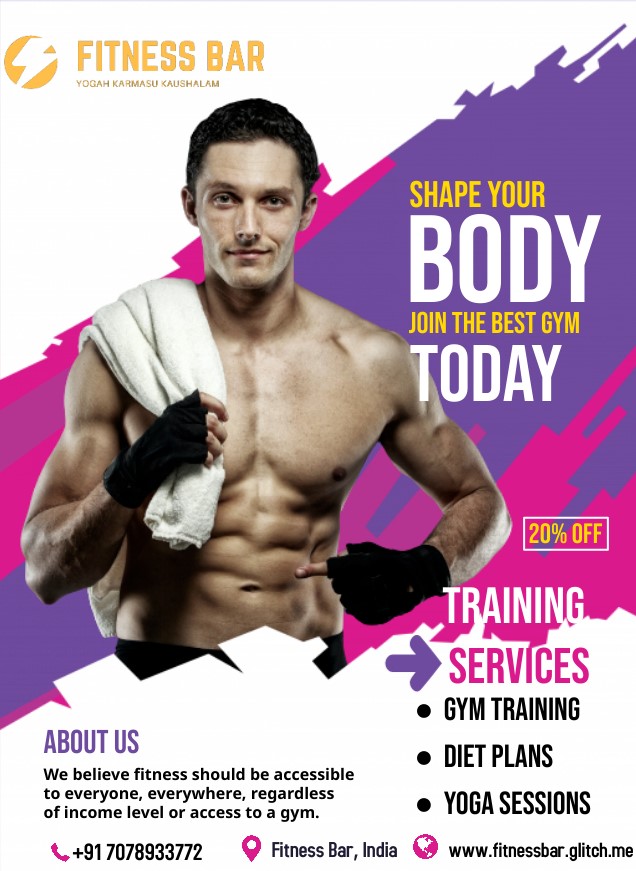 FITNESS BAR
YOGAH KARMASU KAUSHALAM
SHAPE YOUR
BODY
JOIN THE BEST GYM
TODAY
20% OFF
TRAINING
SERVICES
GYM TRAINING
DIET PLANS
YOGA SESSIONS
ABOUT US
We believe fitness should be accessible
to everyone, everywhere, regardless
of income level or access to a gym.
+91 7078933772
Fitness Bar, India
www.fitnessbar.glitch.me